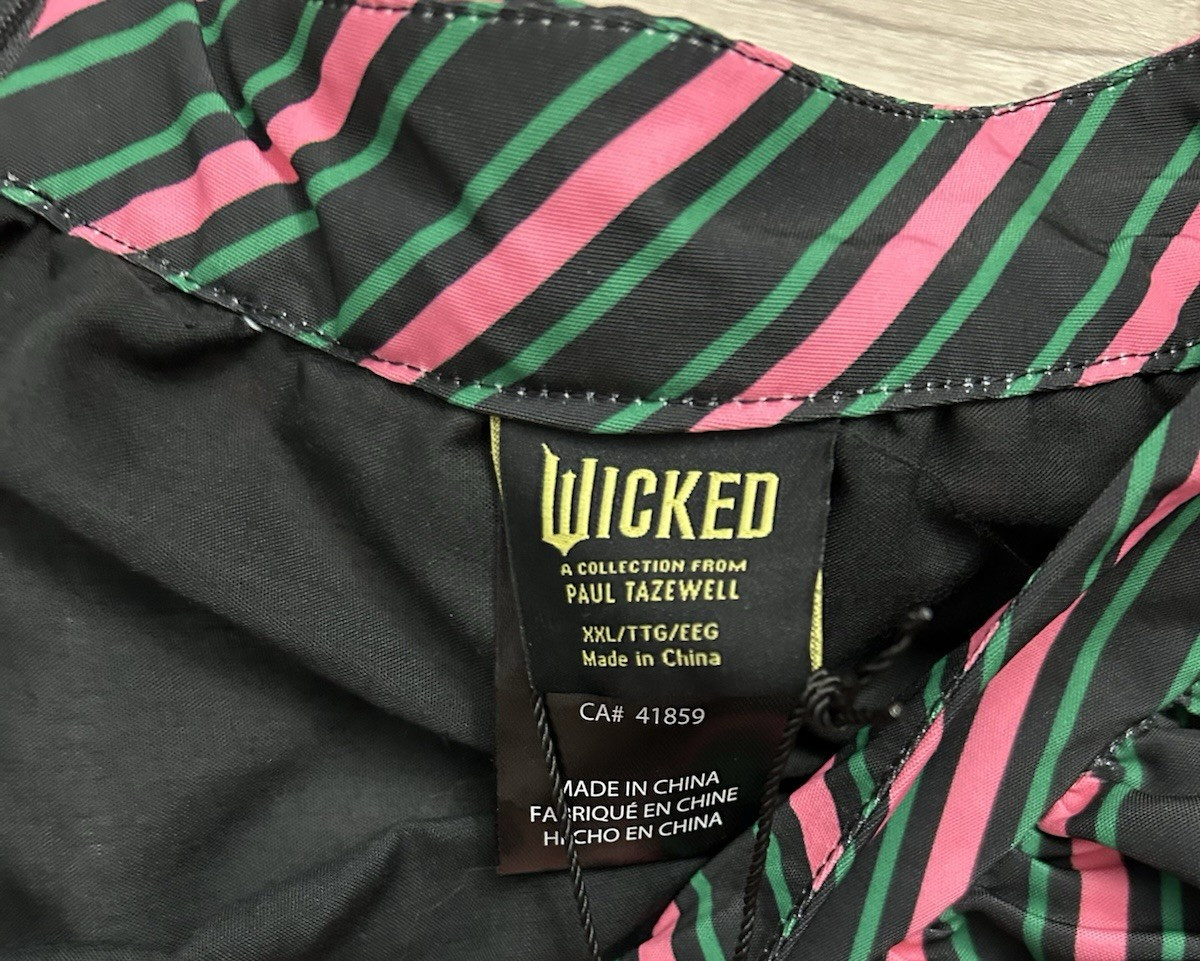 WICKED
A COLLECTION FROM
PAUL TAZEWELL
XXL/TTG/EEG
Made in China
CA# 41859
MADE IN CHINA
FABRIQUÉ EN CHINE
HECHO EN CHINA